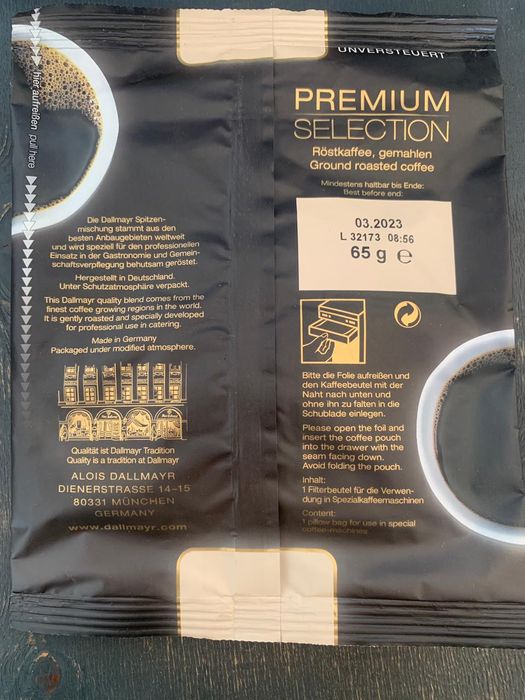 hier aufreißen pull here
Die Dallmayr Spitzen-
mischung stammt aus den
besten Anbaugebieten weltweit
und wird speziell für den professionellen
Einsatz in der Gastronomie und Gemein-
schaftsverpflegung behutsam geröstet.
Hergestellt in Deutschland.
Unter Schutzatmosphäre verpackt.
This Dallmayr quality blend comes from the
finest coffee growing regions in the world.
It is gently roasted and specially developed
for professional use in catering.
Made in Germany
Packaged under modified atmosphere.
Qualität ist Dallmayr Tradition
Quality is a tradition at Dallmayr
ALOIS DALLMAYR
DIENERSTRASSE 14–15
80331 MÜNCHEN
GERMANY
www.dallmayr.com
UNVERSTEUERT
PREMIUM
SELECTION
Röstkaffee, gemahlen
Ground roasted coffee
Mindestens haltbar bis Ende:
Best before end:
03.2023
L 32173 08:56
65 g e
Bitte die Folie aufreißen und
den Kaffeebeutel mit der
Naht nach unten und
ohne ihn zu falten in die
Schublade einlegen.
Please open the foil and
insert the coffee pouch
into the drawer with the
seam facing down.
Avoid folding the pouch.
Inhalt:
1 Filterbeutel für die Verwen-
dung in Spezialkaffeemaschinen
Content:
1 pillow bag for use in special
coffee-machines